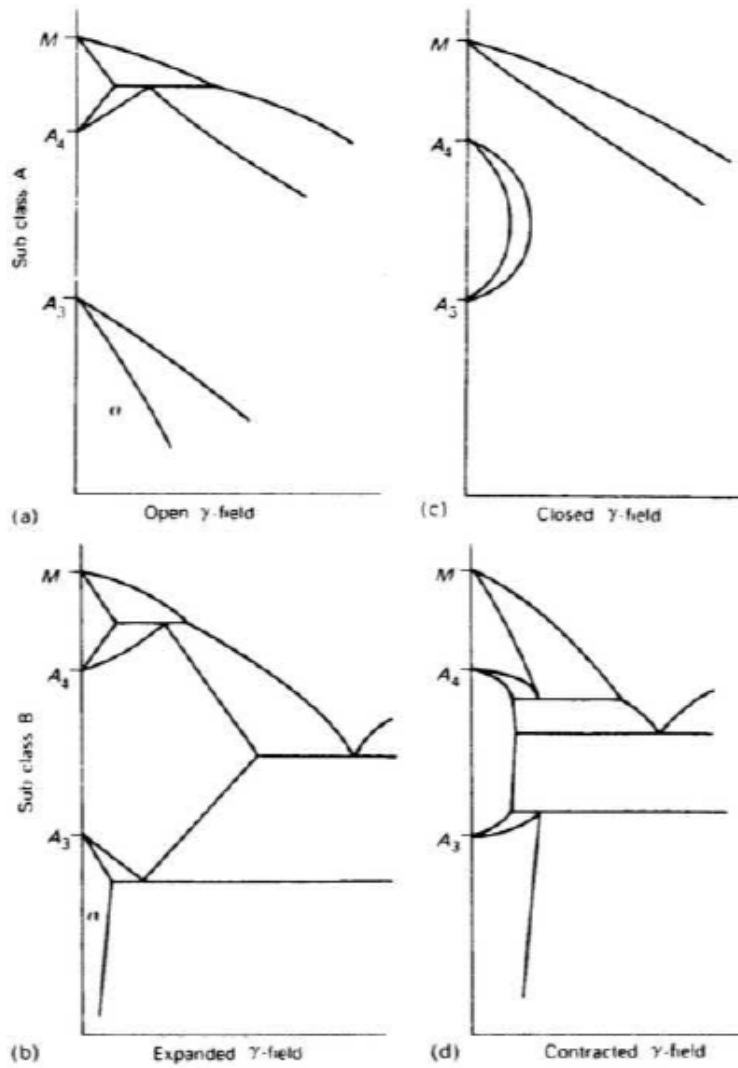 M
A4
Sub class A
A3
α
(a)
Open γ-field
M
A4
A3
(c)
Closed γ-field
M
A4
Sub class B
A3
α
(b)
Expanded γ-field
M
A4
A3
(d)
Contracted γ-field